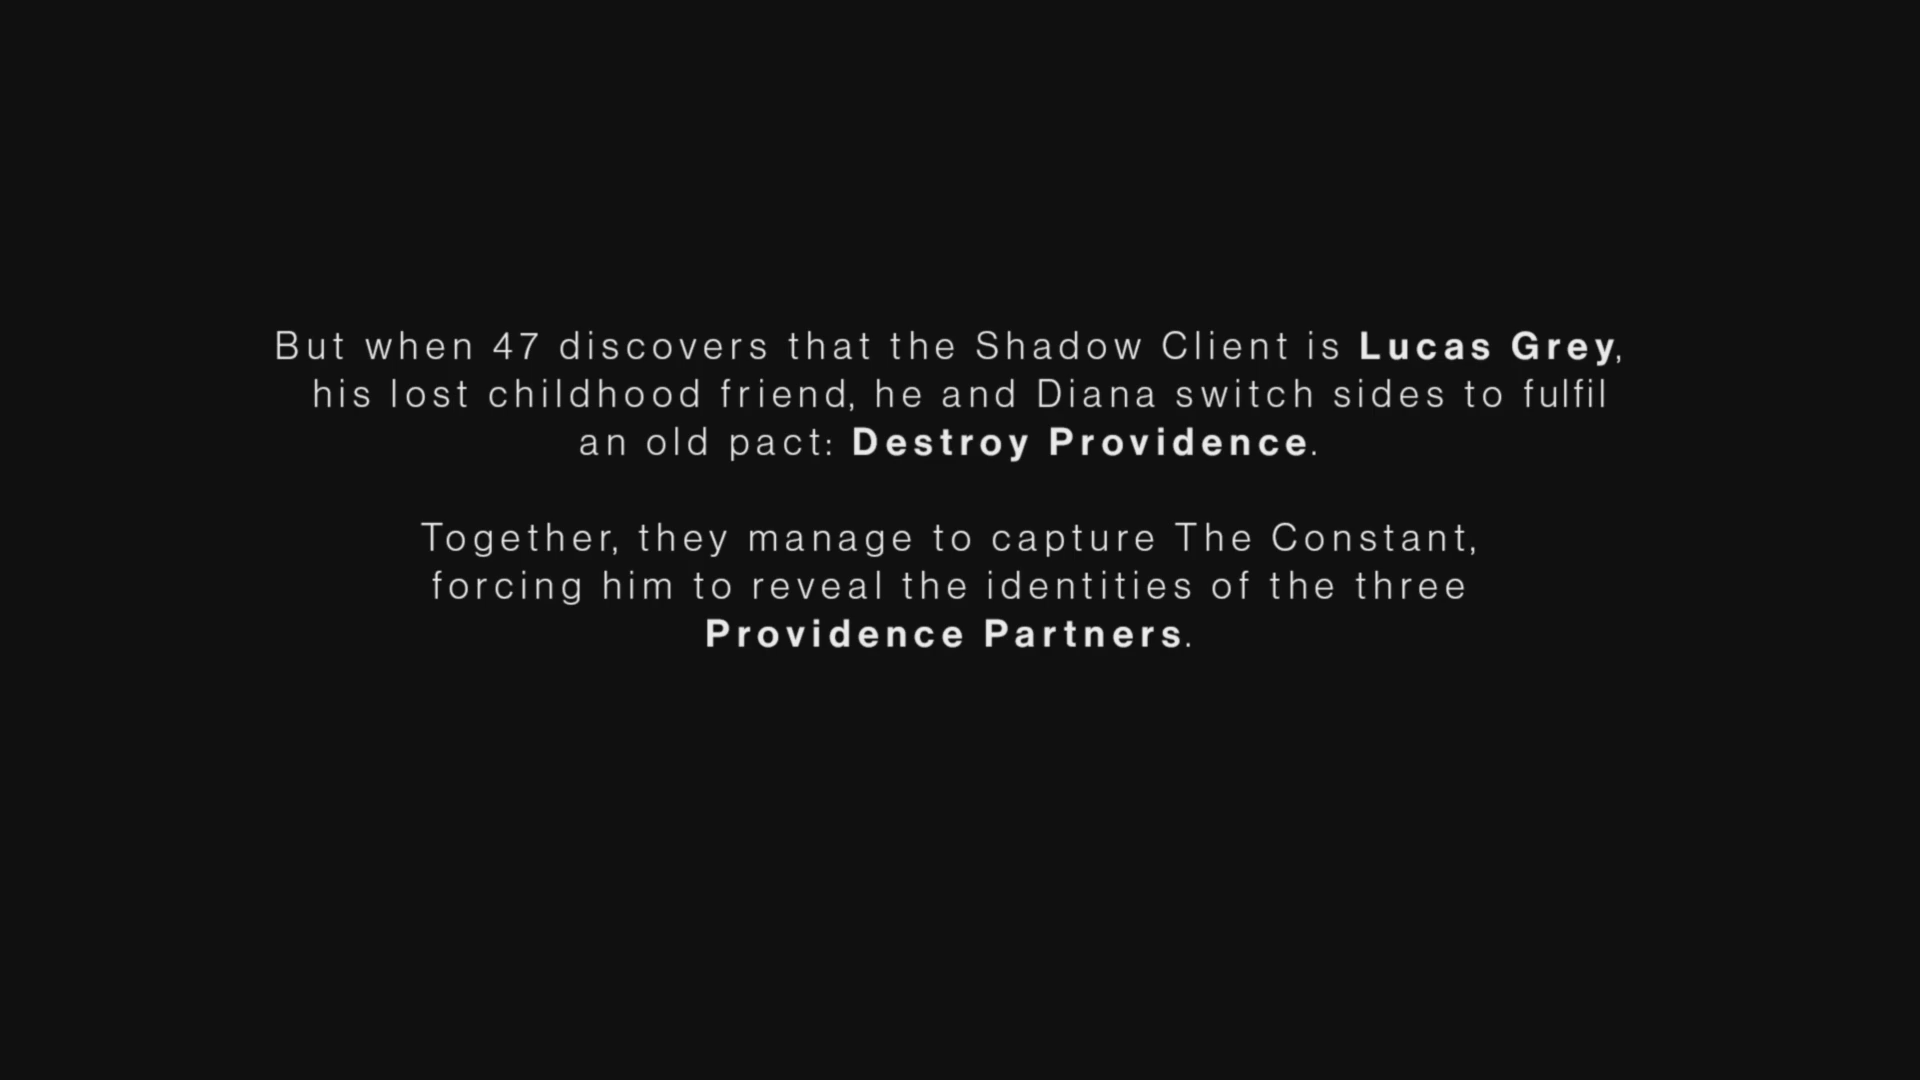 But when 47 discovers that the Shadow Client is Lucas Grey,
his lost childhood friend, he and Diana switch sides to fulfil
an old pact: Destroy Providence.
Together, they manage to capture The Constant,
forcing him to reveal the identities of the three
Providence Partners.